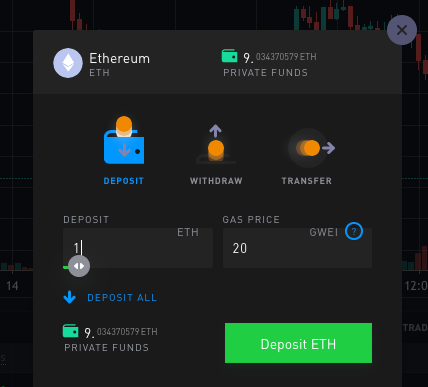 Ethereum
ETH
9.034370579 ETH
PRIVATE FUNDS
DEPOSIT
WITHDRAW
TRANSFER
DEPOSIT
ETH
1
GAS PRICE
GWEI ?
20
DEPOSIT ALL
9.034370579 ETH
PRIVATE FUNDS
Deposit ETH
14
12:0
TRAD